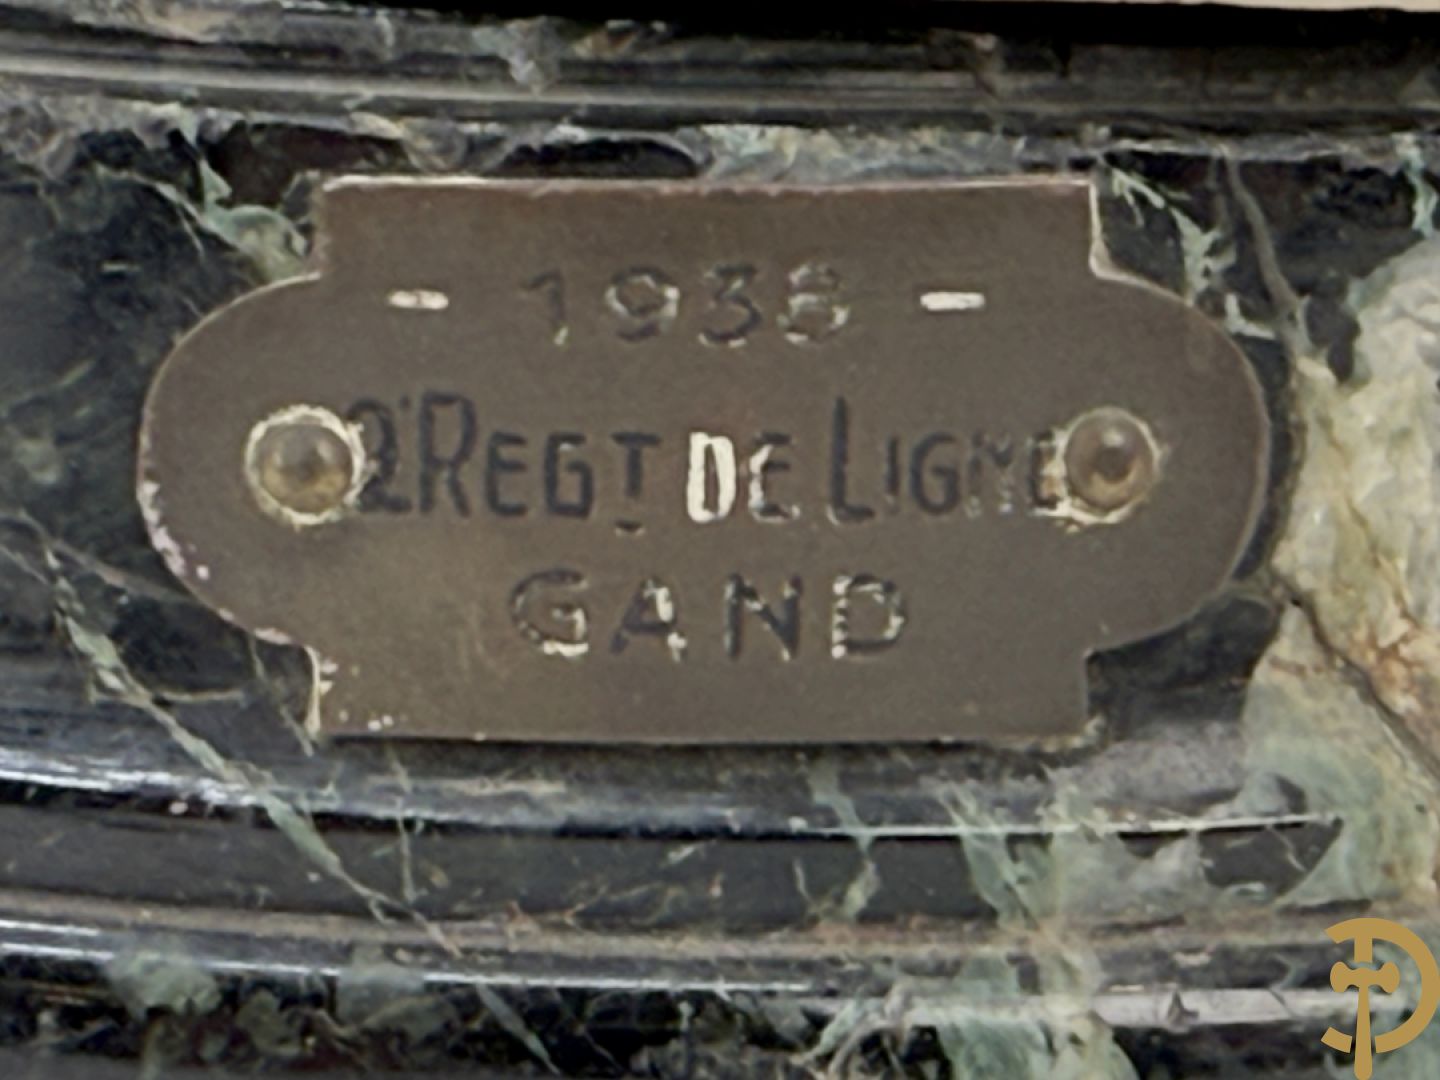 - 1938 -
2ᵉ REGT DE LIGNE
GAND